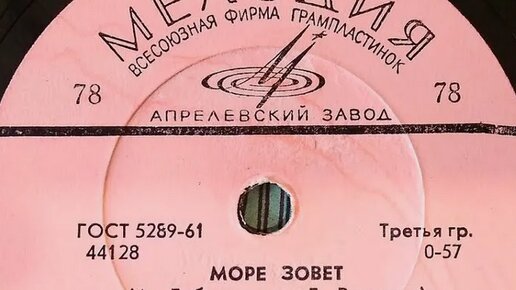 МЕЛОДИЯ
ВСЕСОЮЗНАЯ ФИРМА ГРАМПЛАСТИНОК
78 78
АПРЕЛЕВСКИЙ ЗАВОД
ГОСТ 5289-61 Третья гр.
44128 0-57
МОРЕ ЗОВЕТ